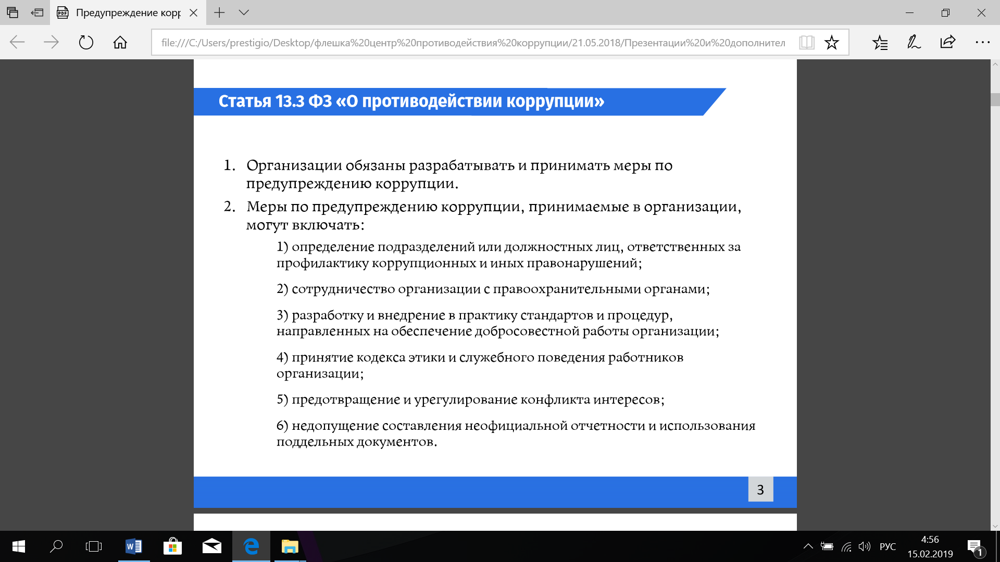 Предупреждение корр
file:///C:/Users/prestigio/Desktop/флешка%20центр%20противодействия%20коррупции/21.05.2018/Презентации%20и%20дополнител
Статья 13.3 ФЗ «О противодействии коррупции»
1. Организации обязаны разрабатывать и принимать меры по
предупреждению коррупции.
2. Меры по предупреждению коррупции, принимаемые в организации,
могут включать:
1) определение подразделений или должностных лиц, ответственных за
профилактику коррупционных и иных правонарушений;
2) сотрудничество организации с правоохранительными органами;
3) разработку и внедрение в практику стандартов и процедур,
направленных на обеспечение добросовестной работы организации;
4) принятие кодекса этики и служебного поведения работников
организации;
5) предотвращение и урегулирование конфликта интересов;
6) недопущение составления неофициальной отчетности и использования
поддельных документов.
3
РУС
4:56
15.02.2019
1